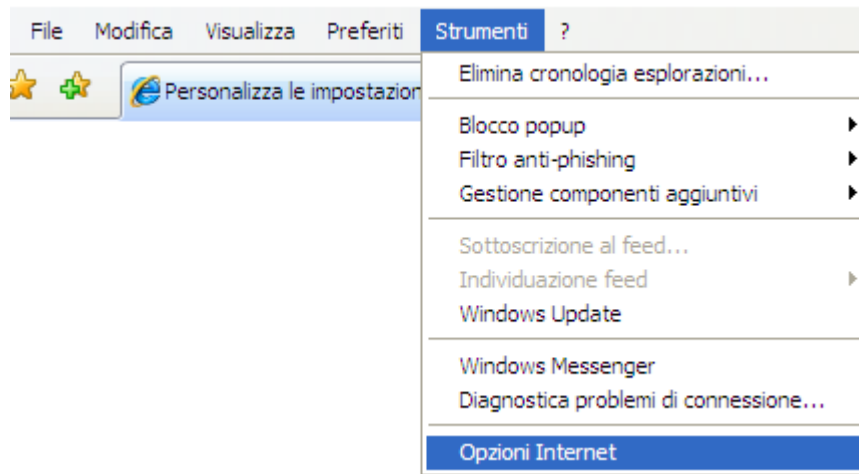 File Modifica Visualizza Preferiti Strumenti ?
Personalizza le impostazion
Elimina cronologia esplorazioni...
Blocco popup
Filtro anti-phishing
Gestione componenti aggiuntivi
Sottoscrizione al feed...
Individuazione feed
Windows Update
Windows Messenger
Diagnostica problemi di connessione...
Opzioni Internet